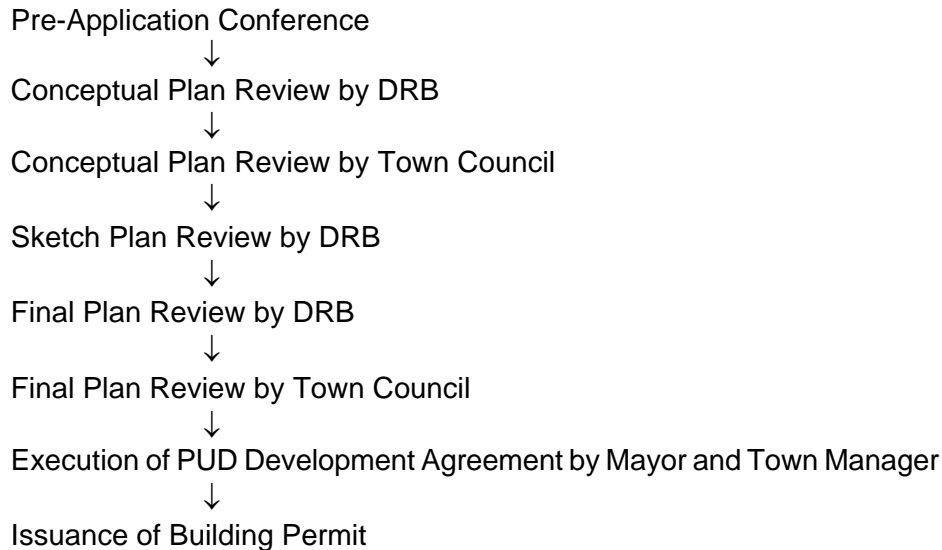 Pre-Application Conference
↓
Conceptual Plan Review by DRB
↓
Conceptual Plan Review by Town Council
↓
Sketch Plan Review by DRB
↓
Final Plan Review by DRB
↓
Final Plan Review by Town Council
↓
Execution of PUD Development Agreement by Mayor and Town Manager
↓
Issuance of Building Permit